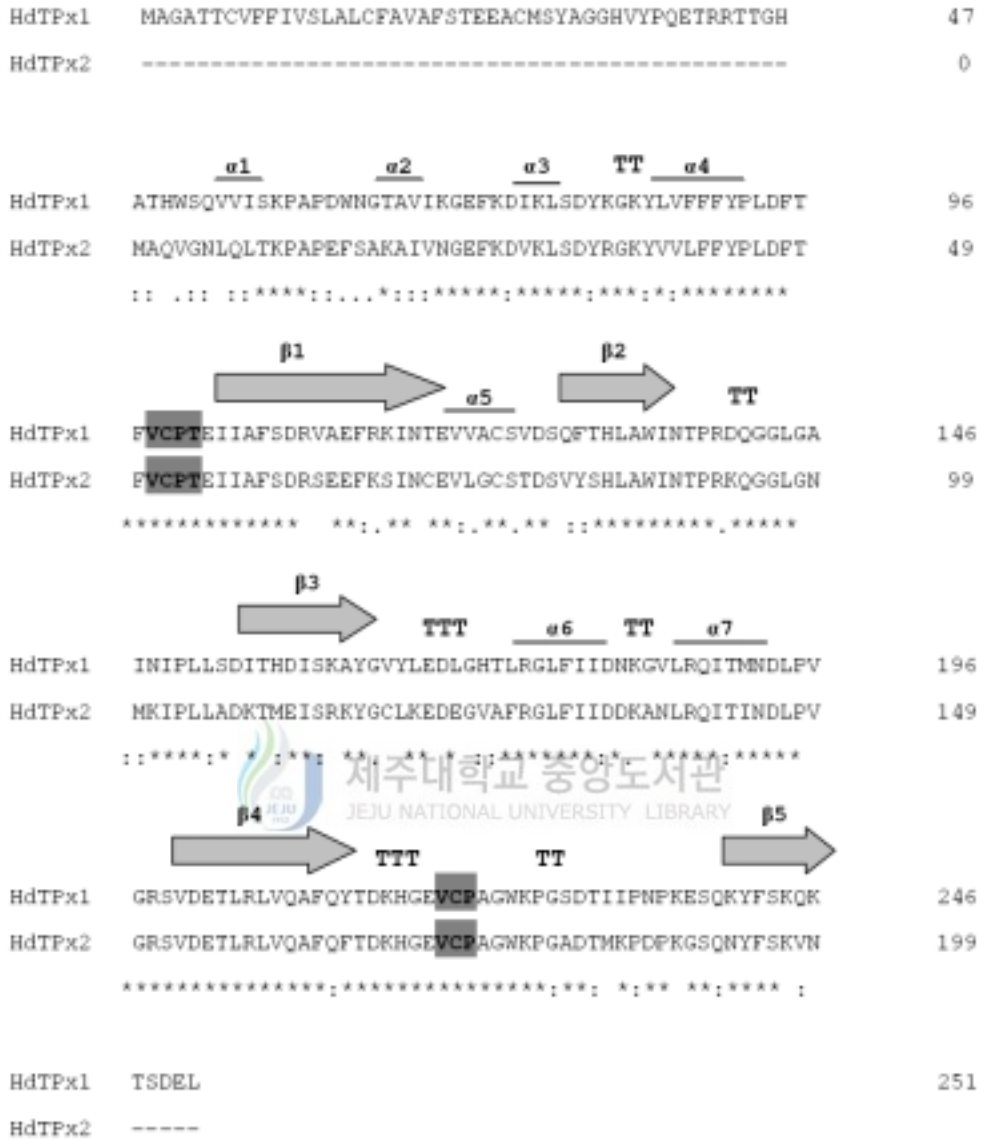 HdTPx1 MAGATTCVFFIVSLALCFAVAFSTEEACMSYAGGHVYPQETRRTTGH 47
HdTPx2 ----------------------------------------------- 0
α1 α2 α3 TT α4
HdTPx1 ATHWSQVVISKPAPDWNGTAVIKGEFKDIKLSDYKGKYLVFFFYPLDFT 96
HdTPx2 MAQVGNLQLTKPAPEFSAKAIVNGEFKDVKLSDYRGKYVVLFFYPLDFT 49
:: .:: ::****::...*:::*****:*****:***:*:********
β1 β2
α5 TT
HdTPx1 FVCPTEIIAFSDRVAEFRKINTEVVACSVDSQFTHLAWINTPRDQGGLGA 146
HdTPx2 FVCPTEIIAFSDRSEEFKSINCEVLGCSTDSVYSHLAWINTPRKQGGLGN 99
************* **:.** **:.**.** ::*********.*****
β3
TTT α6 TT α7
HdTPx1 INIPLLSDITHDISKAYGVYLEDLGHTLRGLFIIDNKGVLRQITMNDLPV 196
HdTPx2 MKIPLLADKTMEISRKYGCLKEDEGVAFRGLFIIDDKANLRQITINDLPV 149
::****:* * :**: **. ** * ::*******:*. *****:*****
제주대학교 중앙도서관
JEJU NATIONAL UNIVERSITY LIBRARY
JEJU
1952
β4 β5
TTT TT
HdTPx1 GRSVDETLRLVQAFQYTDKHGEVCPAGWKPGSDTIIPNPKESQKYFSKQK 246
HdTPx2 GRSVDETLRLVQAFQFTDKHGEVCPAGWKPGADTMKPDPKGSQNYFSKVN 199
***************:***************:**: *:** **:**** :
HdTPx1 TSDEL 251
HdTPx2 -----